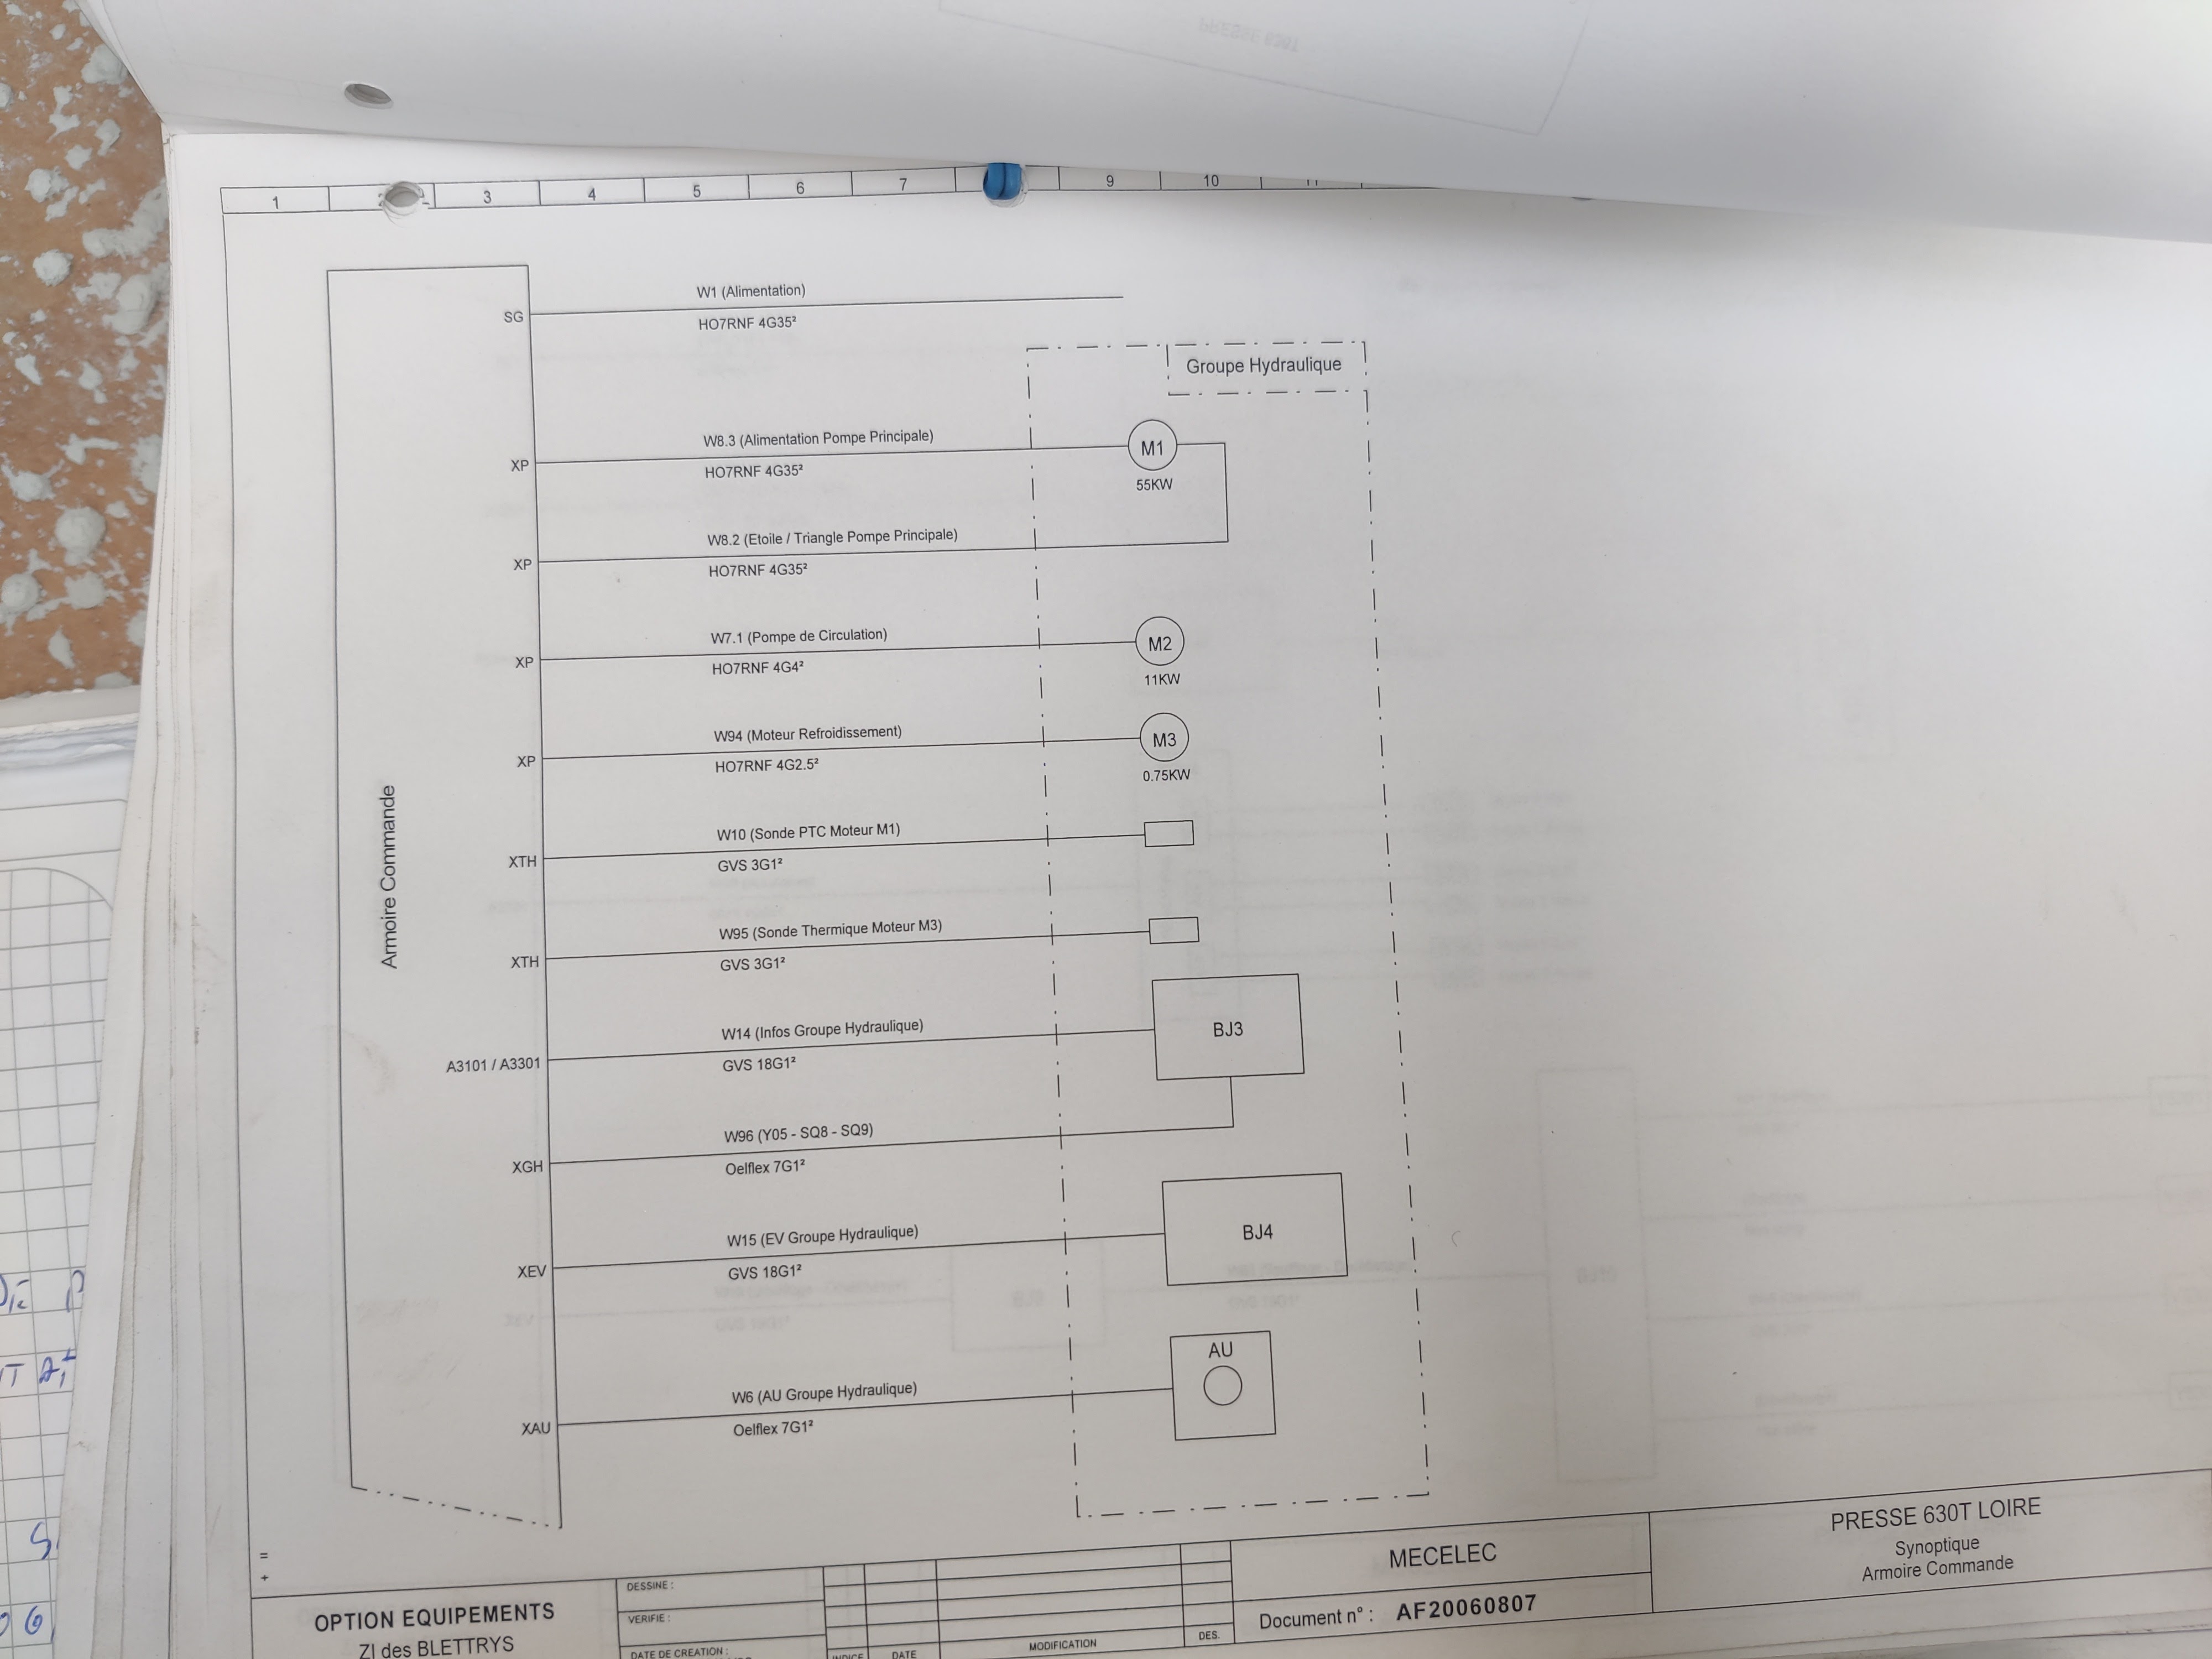 1 3 4 5 6 7 9 10
SG
W1 (Alimentation)
HO7RNF 4G35²
Groupe Hydraulique
XP
W8.3 (Alimentation Pompe Principale)
HO7RNF 4G35²
M1
55KW
XP
W8.2 (Etoile / Triangle Pompe Principale)
HO7RNF 4G35²
XP
W7.1 (Pompe de Circulation)
HO7RNF 4G4²
M2
11KW
XP
W94 (Moteur Refroidissement)
HO7RNF 4G2.5²
M3
0.75KW
Armoire Commande
XTH
W10 (Sonde PTC Moteur M1)
GVS 3G1²
XTH
W95 (Sonde Thermique Moteur M3)
GVS 3G1²
A3101 / A3301
W14 (Infos Groupe Hydraulique)
GVS 18G1²
BJ3
XGH
W96 (Y05 - SQ8 - SQ9)
Oelflex 7G1²
XEV
W15 (EV Groupe Hydraulique)
GVS 18G1²
BJ4
XAU
W6 (AU Groupe Hydraulique)
Oelflex 7G1²
AU
=
+
OPTION EQUIPEMENTS
ZI des BLETTRYS
DESSINE :
VERIFIE :
DATE DE CREATION :
INDICE
DATE
MODIFICATION
DES.
MECELEC
Document n° : AF20060807
PRESSE 630T LOIRE
Synoptique
Armoire Commande